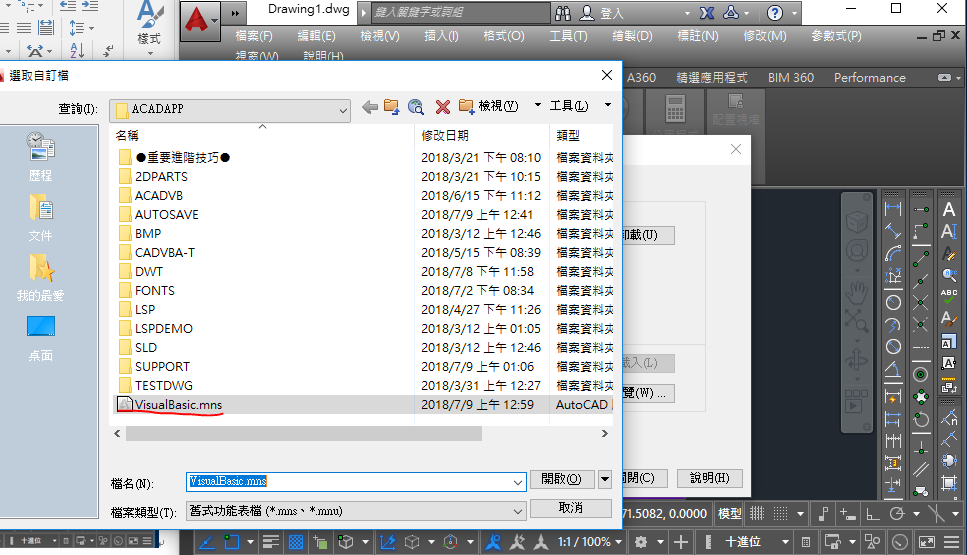 樣式
Drawing1.dwg
鍵入關鍵字或詞組
登入
檔案(F) 編輯(E) 檢視(V) 插入(I) 格式(O) 工具(T) 繪製(D) 標註(N) 修改(M) 參數式(P)
視窗(W) 說明(H)
A360 精選應用程式 BIM 360 Performance
選取自訂檔
查詢(I): ACADAPP 檢視(V) 工具(L)
名稱 修改日期 類型
●重要進階技巧● 2018/3/21 下午 08:10 檔案資料夾
2DPARTS 2018/3/21 下午 10:15 檔案資料夾
ACADVB 2018/6/15 下午 11:12 檔案資料夾
AUTOSAVE 2018/7/9 上午 12:41 檔案資料夾
BMP 2018/3/12 上午 12:46 檔案資料夾
CADVBA-T 2018/5/15 下午 08:39 檔案資料夾
DWT 2018/7/8 下午 11:58 檔案資料夾
FONTS 2018/7/2 下午 08:34 檔案資料夾
LSP 2018/4/27 下午 11:26 檔案資料夾
LSPDEMO 2018/3/12 上午 01:05 檔案資料夾
SLD 2018/3/12 上午 12:46 檔案資料夾
SUPPORT 2018/7/9 上午 01:06 檔案資料夾
TESTDWG 2018/3/31 上午 12:27 檔案資料夾
VisualBasic.mns 2018/7/9 上午 12:59 AutoCAD
歷程
文件
我的最愛
桌面
卸載(U)
載入(L)
瀏覽(W) ...
關閉(C) 說明(H)
檔名(N): VisualBasic.mns 開啟(O)
檔案類型(T): 舊式功能表檔 (*.mns、*.mnu) 取消
ABC
71.5082, 0.0000 模型
十進位
1:1 / 100% 十進位